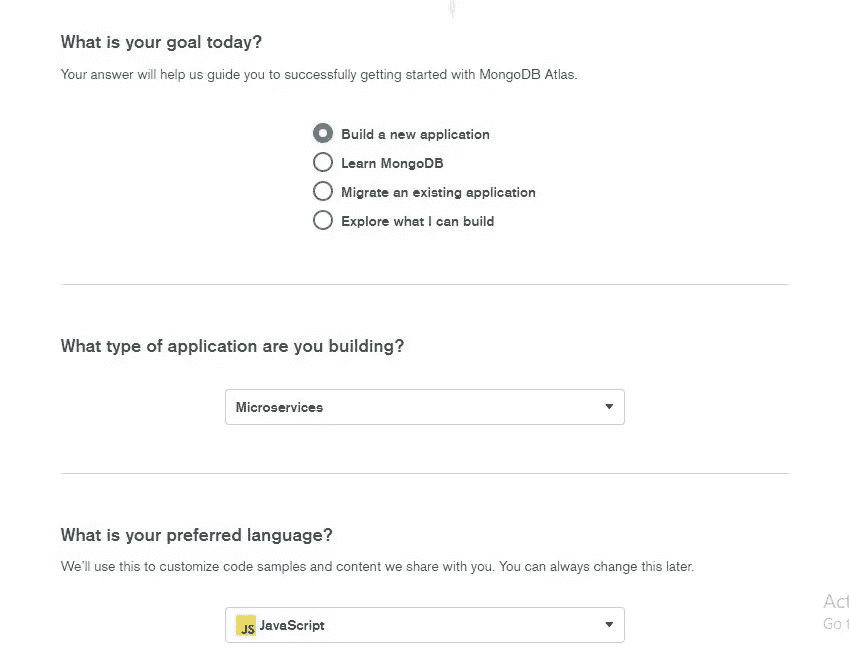 What is your goal today?
Your answer will help us guide you to successfully getting started with MongoDB Atlas.
Build a new application
Learn MongoDB
Migrate an existing application
Explore what I can build
What type of application are you building?
Microservices
What is your preferred language?
We'll use this to customize code samples and content we share with you. You can always change this later.
JS JavaScript
Act
Go t